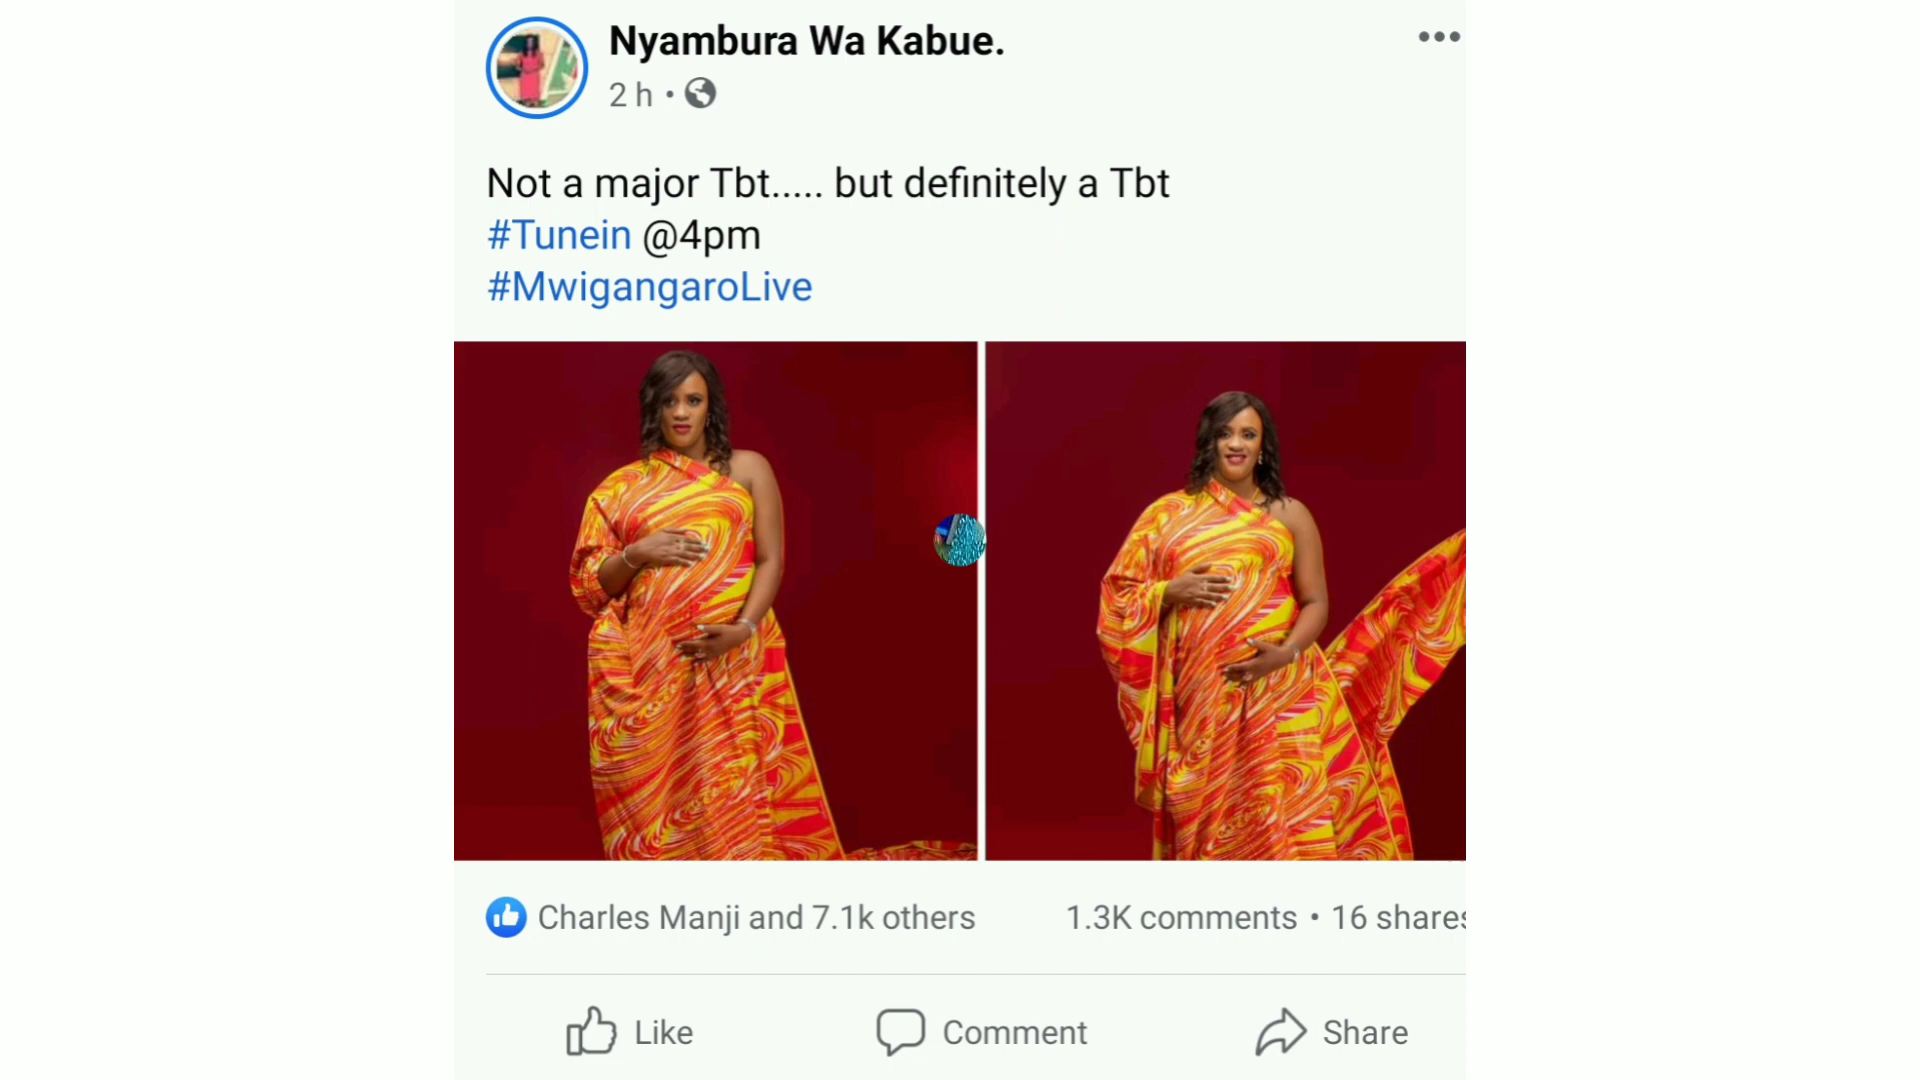 Nyambura Wa Kabue.
2 h •
Not a major Tbt..... but definitely a Tbt
#Tunein @4pm
#MwigangaroLive
Charles Manji and 7.1k others
1.3K comments • 16 shares
Like
Comment
Share